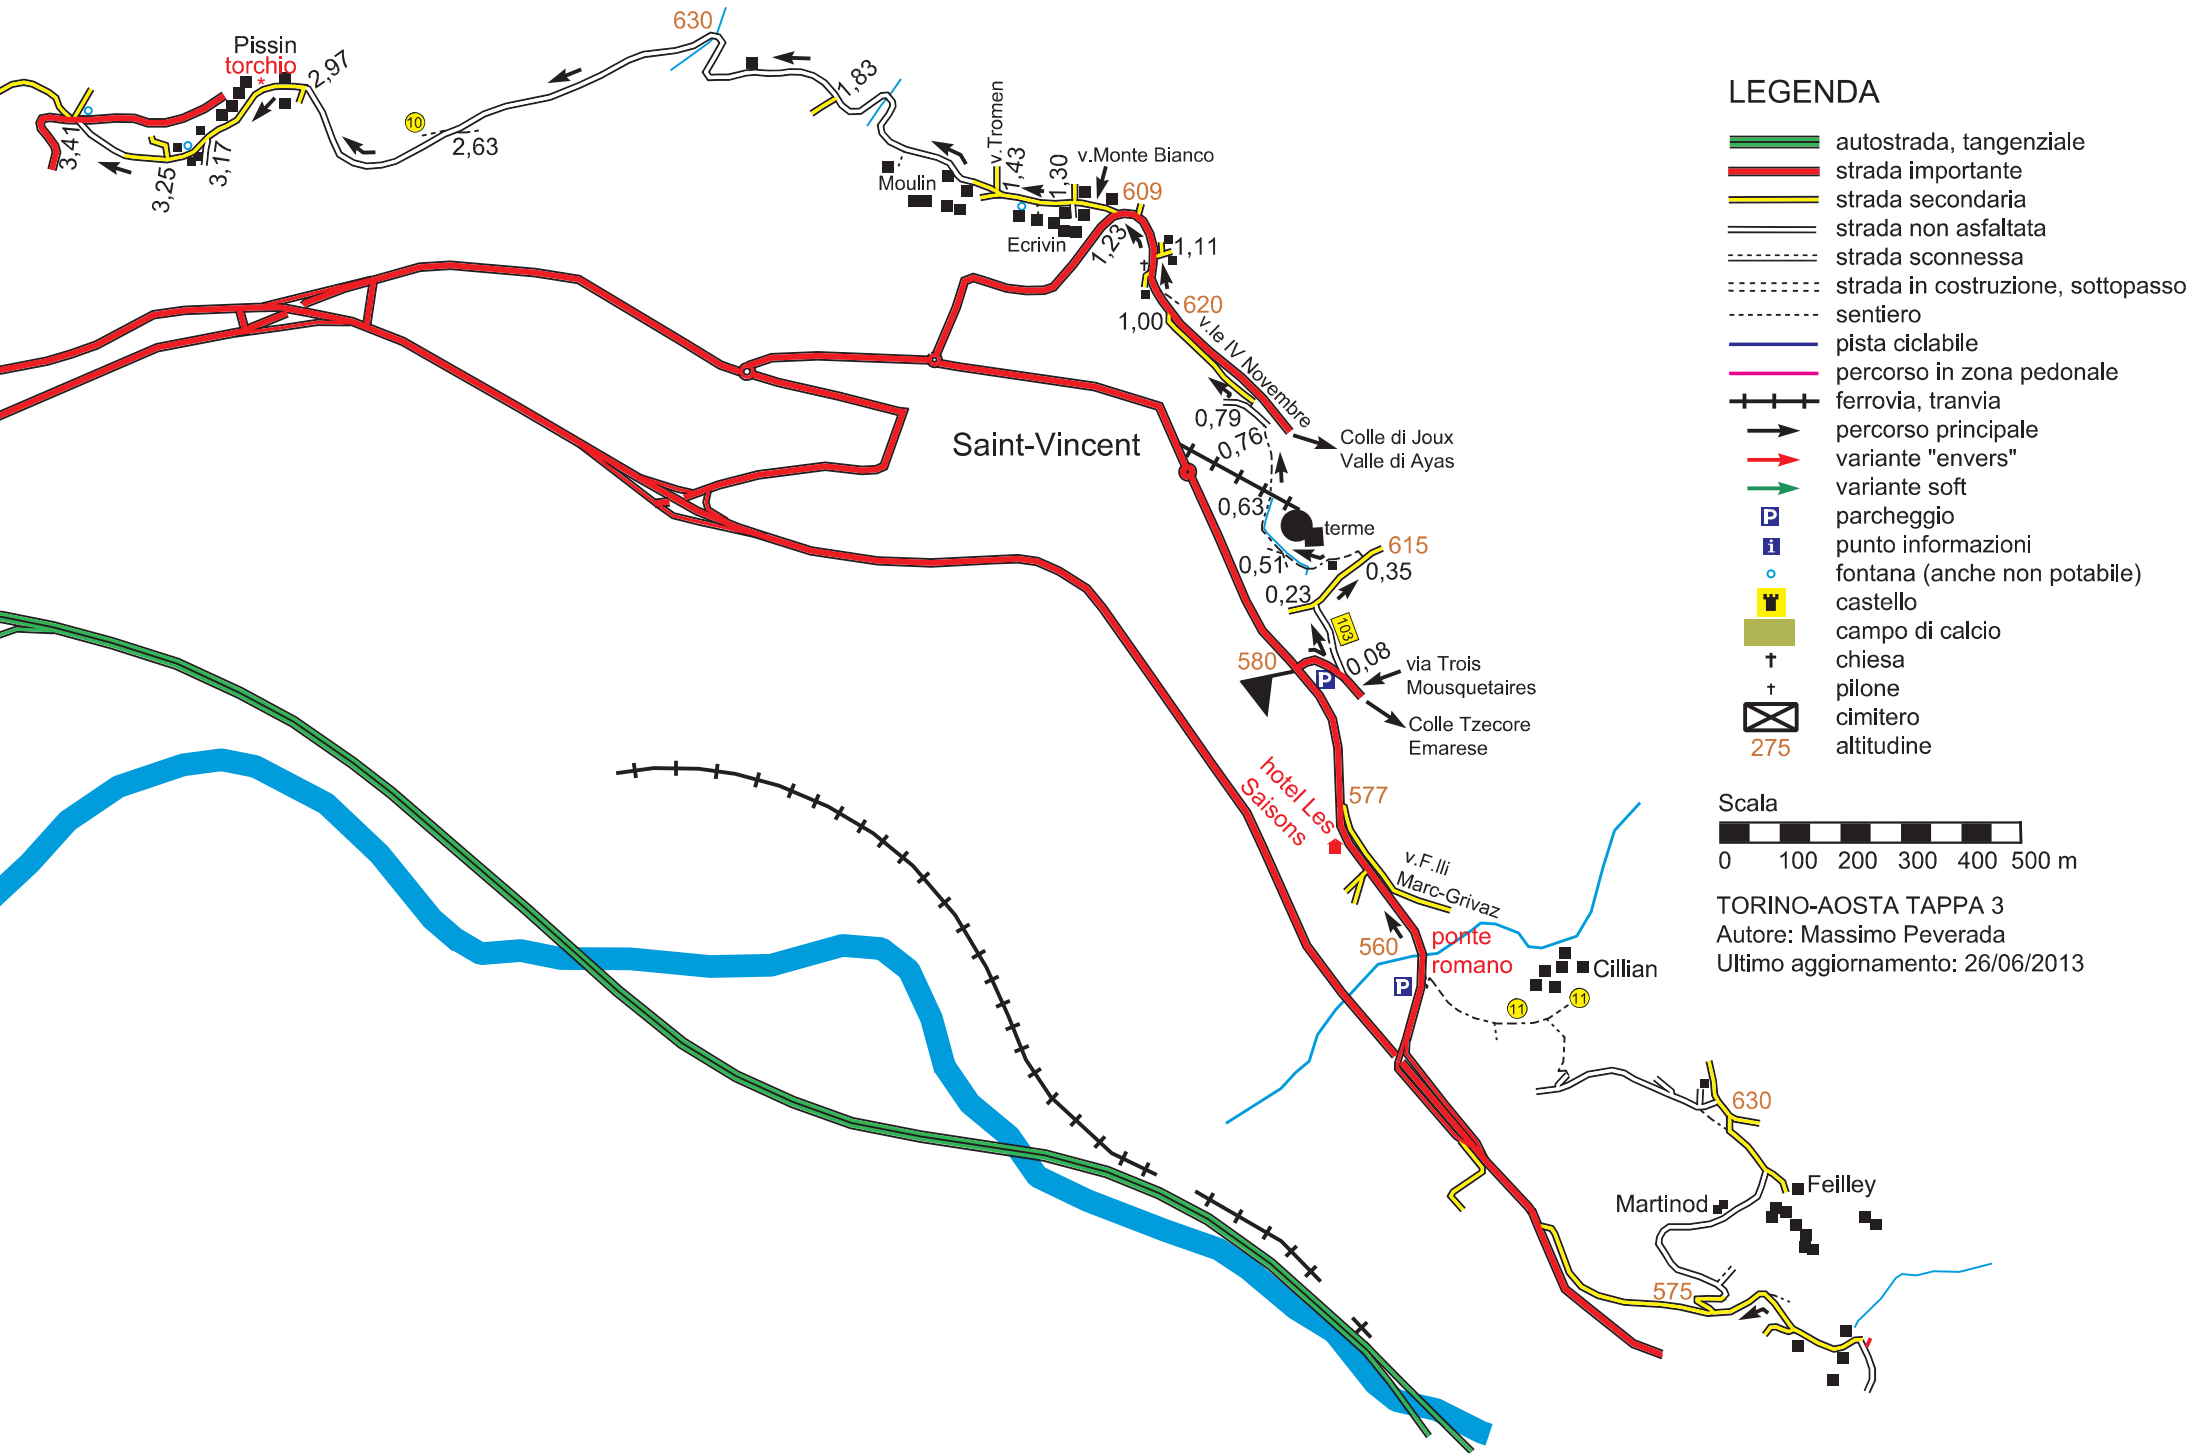 630
Pissin
torchio
*
2,97
1,83
10
2,63
3,41
3,17
3,25
v.Tromen
1,43
1,30
v.Monte Bianco
Moulin
609
Ecrivin
1,23
1,11
620
1,00
v.le IV Novembre
0,79
0,76
Colle di Joux
Valle di Ayas
Saint-Vincent
0,63
terme
615
0,51
0,35
0,23
103
580
P
0,08
via Trois
Mousquetaires
Colle Tzecore
Emarese
hotel Les
Saisons
577
v.F.lli
Marc-Grivaz
560
ponte
romano
P
Cillian
11
11
630
Martinod
Feilley
575
LEGENDA
autostrada, tangenziale
strada importante
strada secondaria
strada non asfaltata
strada sconnessa
strada in costruzione, sottopasso
sentiero
pista ciclabile
percorso in zona pedonale
ferrovia, tranvia
percorso principale
variante "envers"
variante soft
P parcheggio
i punto informazioni
fontana (anche non potabile)
castello
campo di calcio
chiesa
pilone
cimitero
275 altitudine
Scala
0 100 200 300 400 500 m
TORINO-AOSTA TAPPA 3
Autore: Massimo Peverada
Ultimo aggiornamento: 26/06/2013